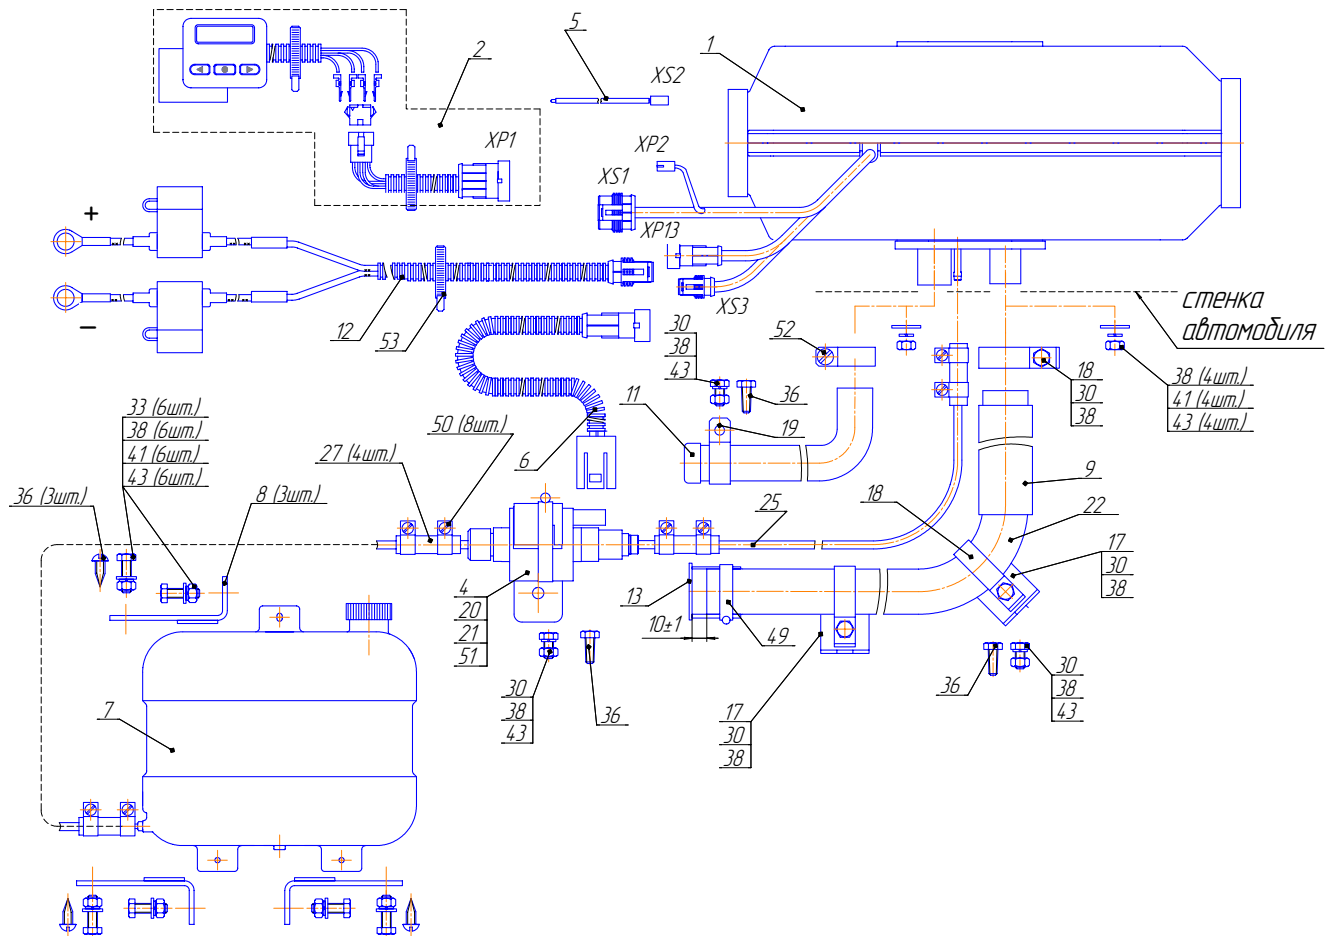 5
XS2
1
2
XP1
XP2
XS1
+
XP13
XS3
–
12
53
стенка
автомобиля
30
38
43
52
36
18
30
38
38 (4шт.)
41 (4шт.)
43 (4шт.)
33 (6шт.)
38 (6шт.)
41 (6шт.)
43 (6шт.)
50 (8шт.)
27 (4шт.)
6
11
19
9
36 (3шт.)
8 (3шт.)
25
18
22
17
30
38
4
20
21
51
13
10±1
49
30
38
43
36
17
30
38
36
30
38
43
7